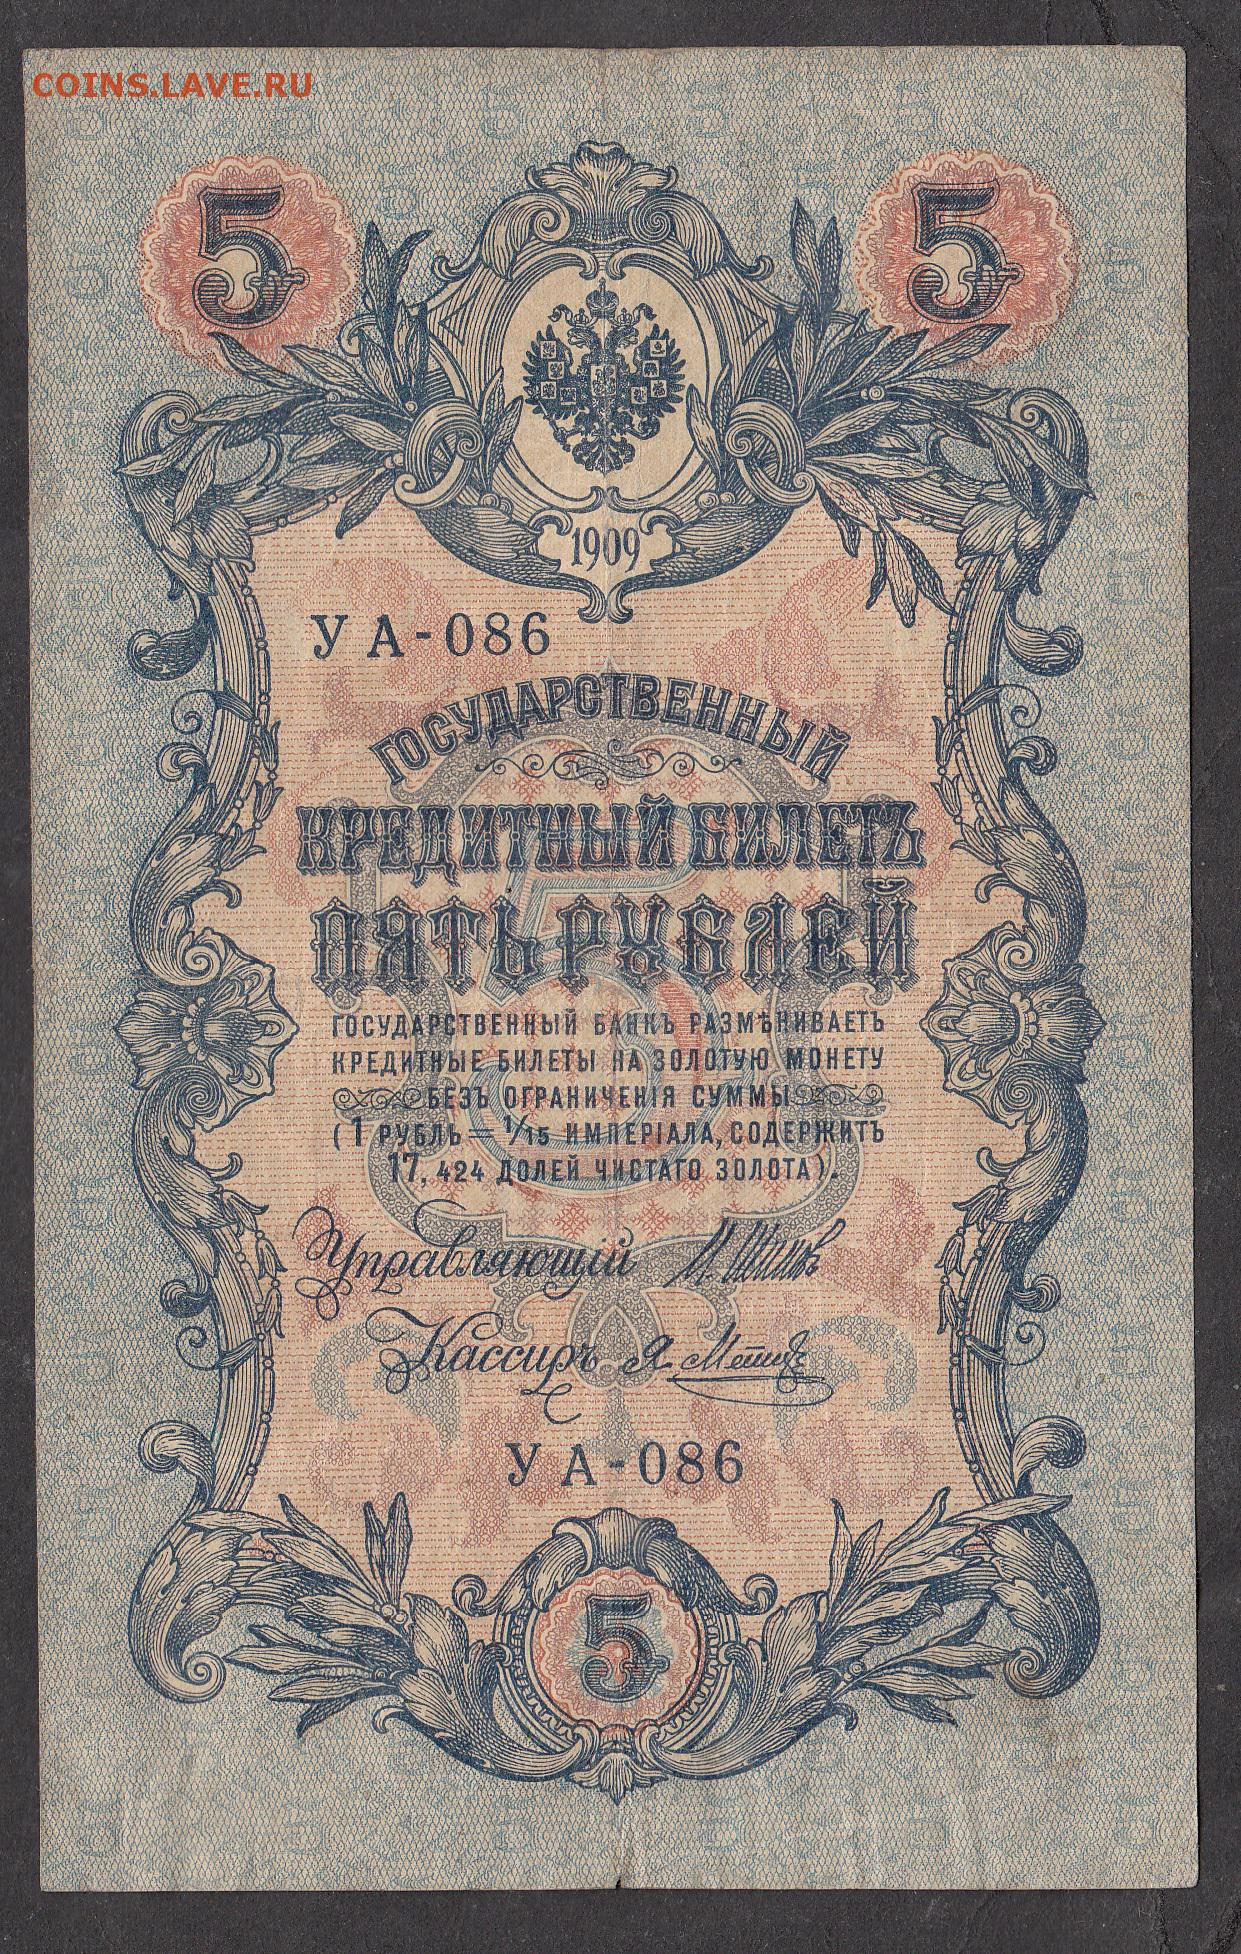 COINS.LAVE.RU
5 5
1909
УА-086
ГОСУДАРСТВЕННЫЙ
КРЕДИТНЫЙ БИЛЕТЪ
ПЯТЬ РУБЛЕЙ
ГОСУДАРСТВЕННЫЙ БАНКЪ РАЗМѢНИВАЕТЪ
КРЕДИТНЫЕ БИЛЕТЫ НА ЗОЛОТУЮ МОНЕТУ
БЕЗЪ ОГРАНИЧЕНІЯ СУММЫ
(1 РУБЛЬ = 1/15 ИМПЕРІАЛА, СОДЕРЖИТЪ
17, 424 ДОЛЕЙ ЧИСТАГО ЗОЛОТА).
Управляющій И. Шиповъ
Кассиръ Я. Метцъ
УА-086
5